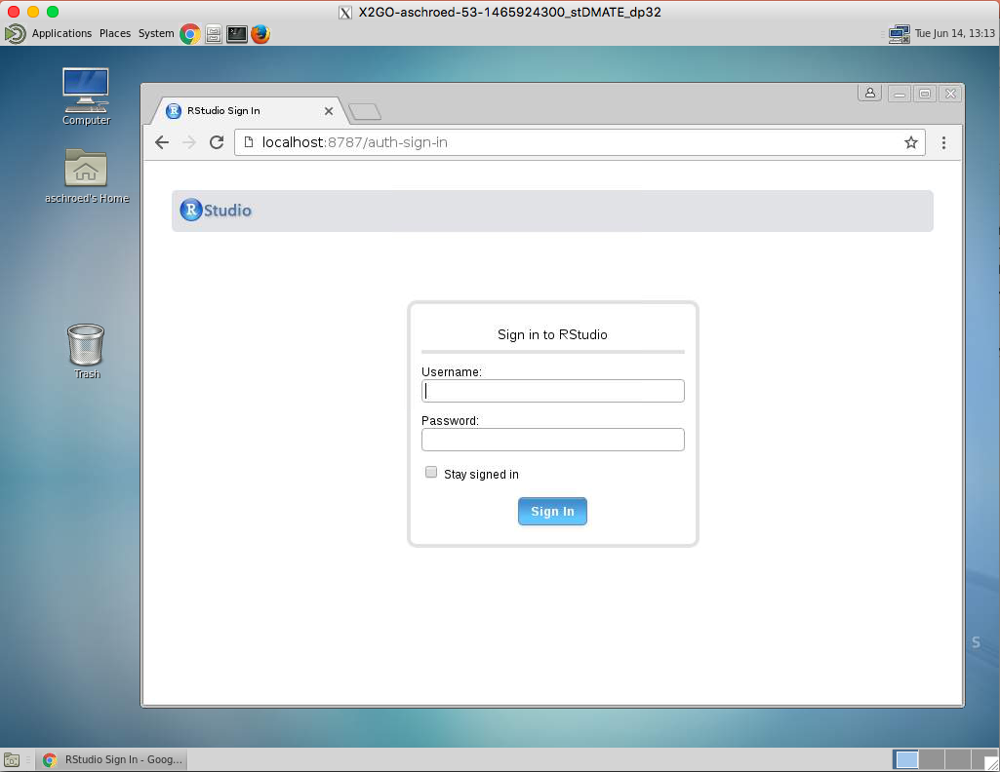 X2GO-aschroed-53-1465924300_stDMATE_dp32
Applications Places System Tue Jun 14, 13:13
Computer
aschroed's Home
Trash
RStudio Sign In
localhost:8787/auth-sign-in
R Studio
Sign in to RStudio
Username:
Password:
Stay signed in
Sign In
S
RStudio Sign In - Goog...